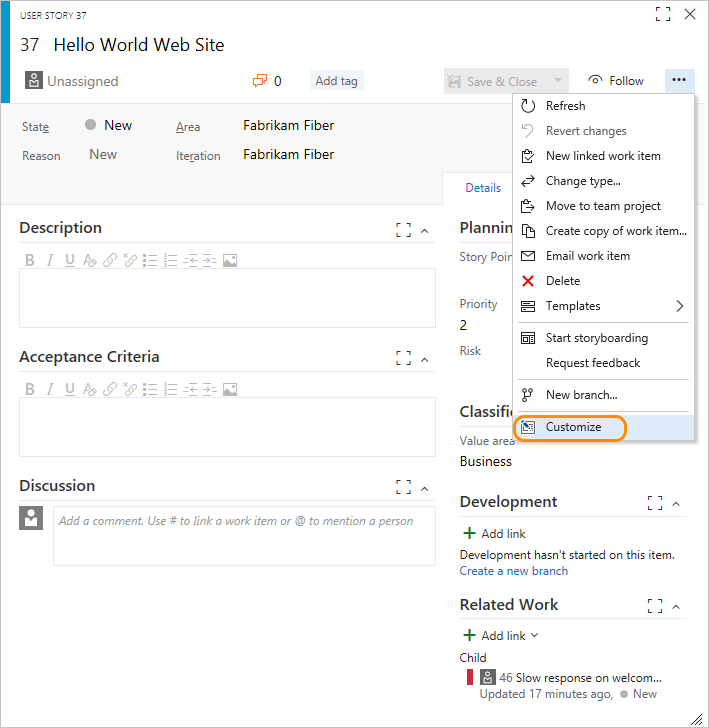 USER STORY 37
37 Hello World Web Site
Unassigned 0 Add tag Save & Close Follow
State New Area Fabrikam Fiber
Reason New Iteration Fabrikam Fiber
Details
Refresh
Revert changes
New linked work item
Change type...
Move to team project
Create copy of work item...
Email work item
Delete
Templates
Start storyboarding
Request feedback
New branch...
Customize
Description
B I U
Acceptance Criteria
B I U
Discussion
Add a comment. Use # to link a work item or @ to mention a person
Plannin
Story Poin
Priority
2
Risk
Classific
Value area
Business
Development
Add link
Development hasn't started on this item.
Create a new branch
Related Work
Add link
Child
46 Slow response on welcom...
Updated 17 minutes ago, New